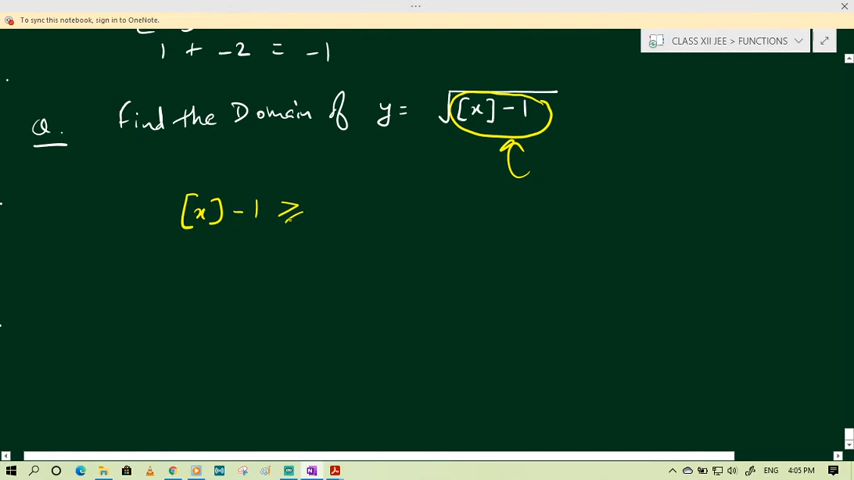 To sync this notebook, sign in to OneNote.
CLASS XII JEE > FUNCTIONS
1 + -2 = -1
Q. Find the Domain of y = √[x] - 1
[x] - 1 ≥
ENG 4:05 PM